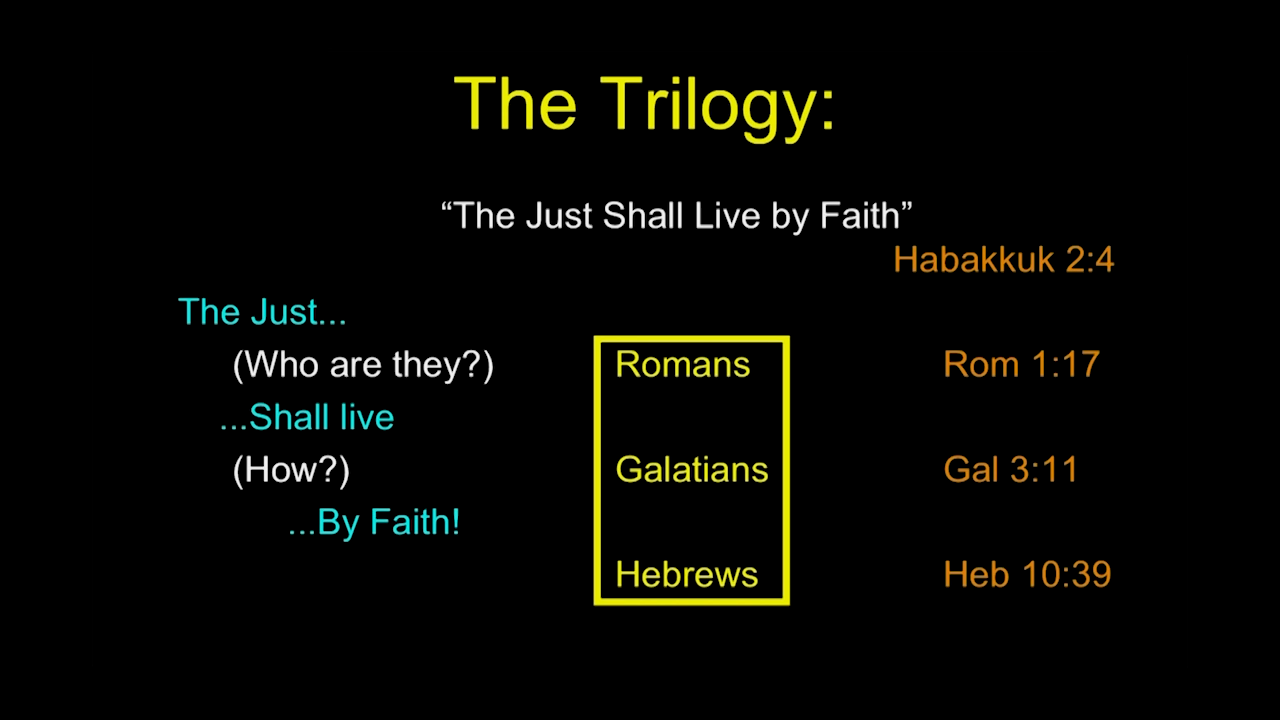 The Trilogy:
“The Just Shall Live by Faith”
Habakkuk 2:4
The Just...
(Who are they?) Romans Rom 1:17
...Shall live
(How?) Galatians Gal 3:11
...By Faith!
Hebrews Heb 10:39